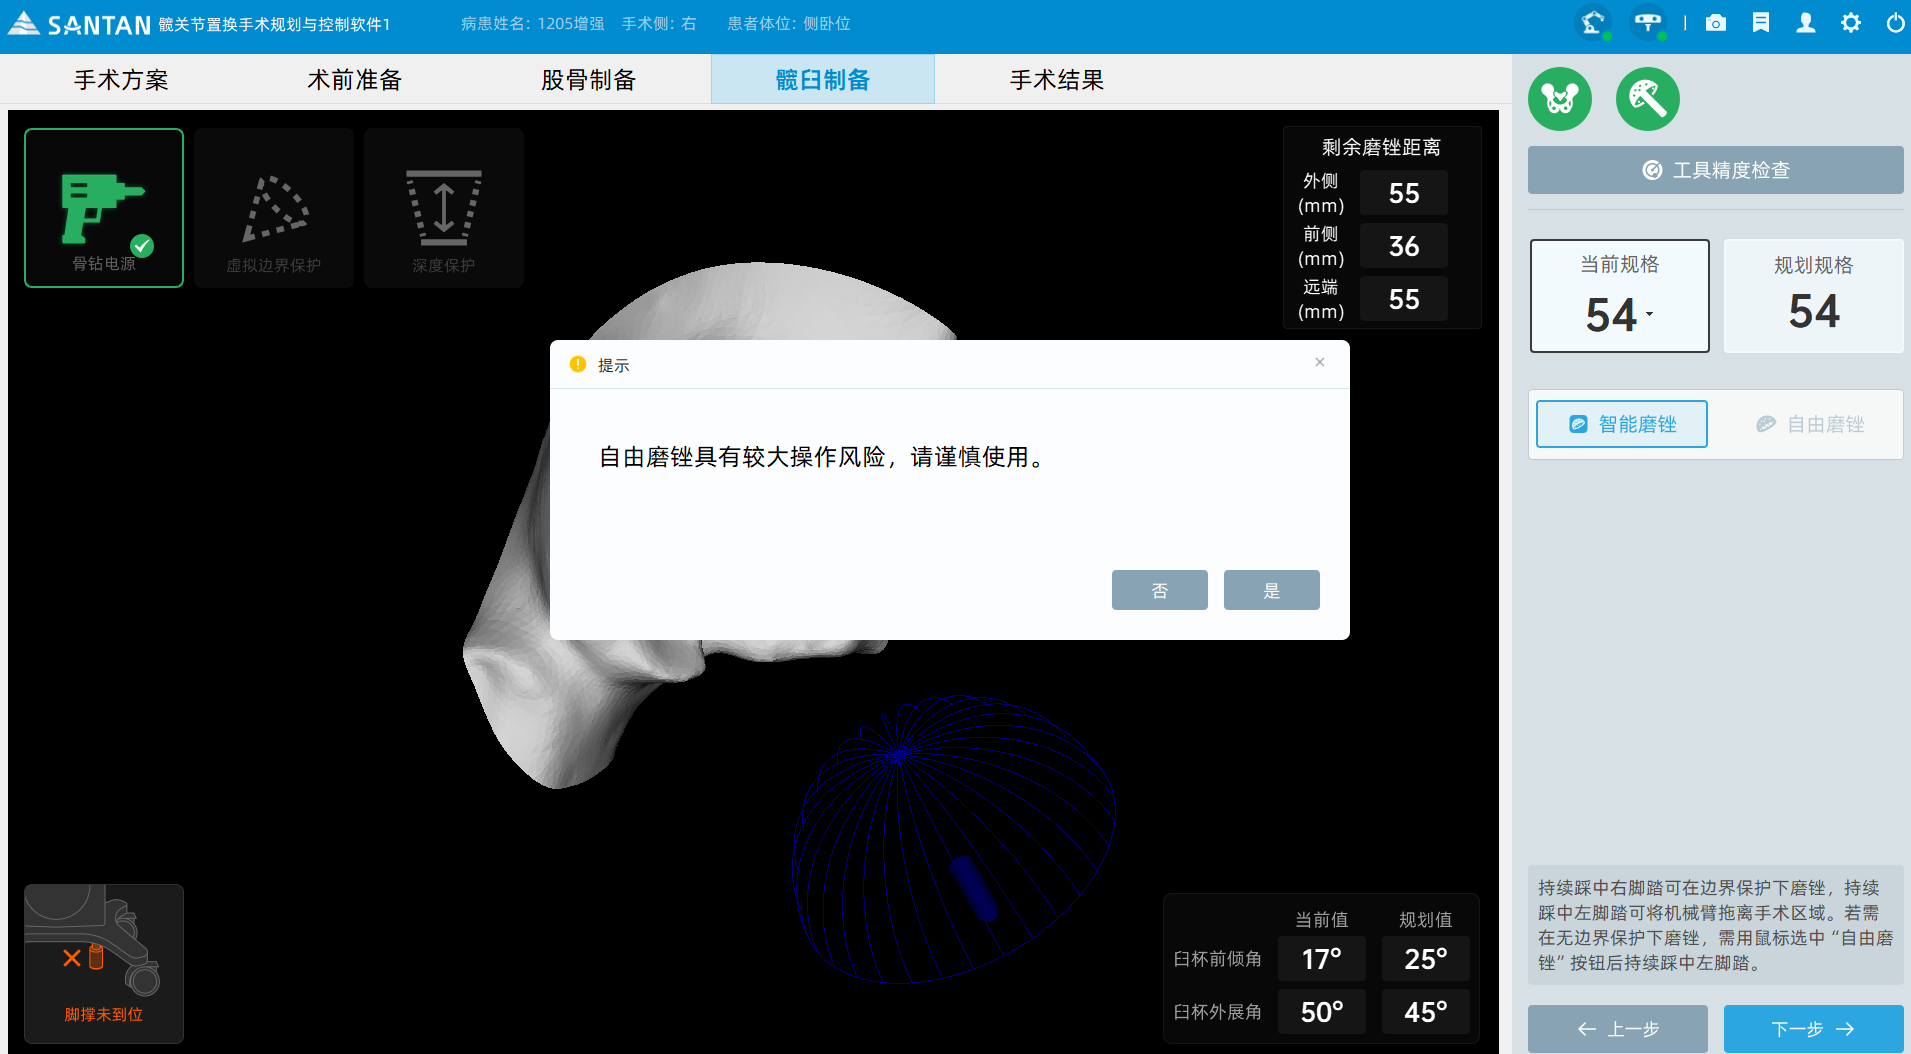 SANTAN 髋关节置换手术规划与控制软件1 病患姓名：1205增强 手术侧：右 患者体位：侧卧位
手术方案 术前准备 股骨制备 髋臼制备 手术结果
骨钻电源 虚拟边界保护 深度保护
剩余磨锉距离
外侧
(mm) 55
前侧
(mm) 36
远端
(mm) 55
工具精度检查
当前规格 规划规格
54 54
智能磨锉 自由磨锉
提示
自由磨锉具有较大操作风险，请谨慎使用。
否 是
脚撑未到位
当前值 规划值
臼杯前倾角 17° 25°
臼杯外展角 50° 45°
持续踩中右脚踏可在边界保护下磨锉，持续
踩中左脚踏可将机械臂拖离手术区域。若需
在无边界保护下磨锉，需用鼠标选中“自由磨
锉”按钮后持续踩中左脚踏。
上一步 下一步